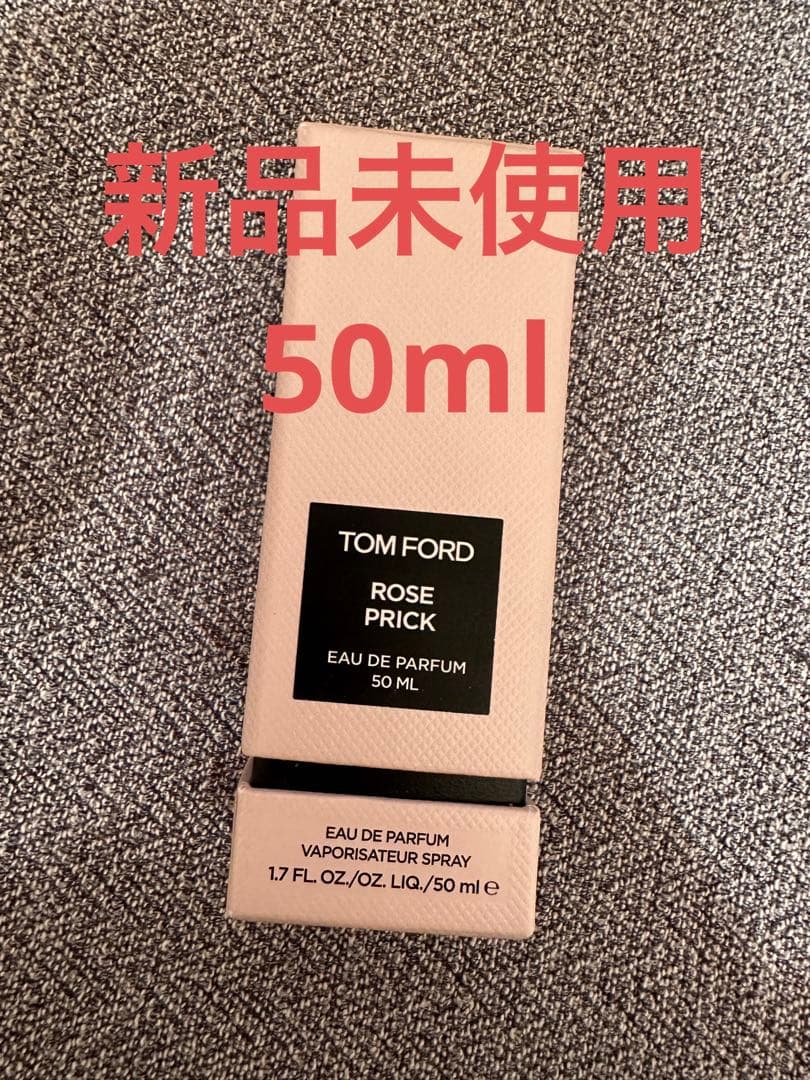 新品未使用
50ml
TOM FORD
ROSE
PRICK
EAU DE PARFUM
50 ML
EAU DE PARFUM
VAPORISATEUR SPRAY
1.7 FL. OZ./OZ. LIQ./50 ml ℮